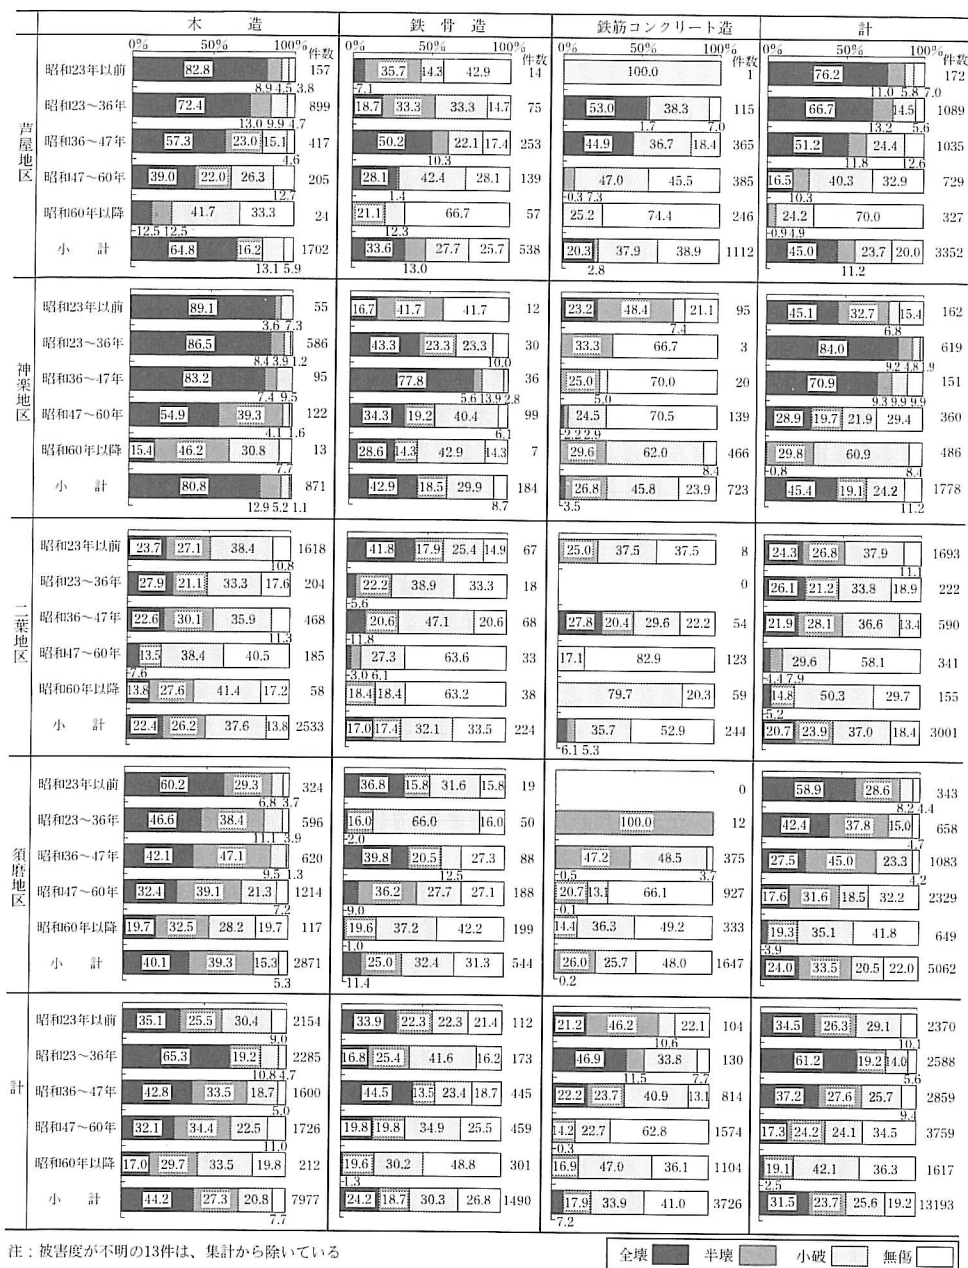 木　造　鉄　骨　造　鉄筋コンクリート造　計
0%　50%　100%　件数　0%　50%　100%　件数　0%　50%　100%　件数　0%　50%　100%　件数
芦屋地区
昭和23年以前　82.8　8.9　4.5　3.8　157　7.1　35.7　14.3　42.9　14　100.0　1　76.2　11.0　5.8　7.0　172
昭和23～36年　72.4　13.0　9.9　4.7　899　18.7　33.3　33.3　14.7　75　53.0　1.7　38.3　7.0　115　66.7　13.2　14.5　5.6　1089
昭和36～47年　57.3　23.0　15.1　4.6　417　50.2　10.3　22.1　17.4　253　44.9　36.7　18.4　365　51.2　11.8　24.4　12.6　1035
昭和47～60年　39.0　22.0　26.3　12.7　205　28.1　1.4　42.4　28.1　139　0.3　7.3　47.0　45.5　385　16.5　10.3　40.3　32.9　729
昭和60年以降　12.5　12.5　41.7　33.3　24　21.1　12.3　66.7　57　25.2　74.4　246　0.9　4.9　24.2　70.0　327
小　計　64.8　16.2　13.1　5.9　1702　33.6　13.0　27.7　25.7　538　20.3　2.8　37.9　38.9　1112　45.0　11.2　23.7　20.0　3352
神楽地区
昭和23年以前　89.1　3.6　7.3　55　16.7　41.7　41.7　12　23.2　48.4　7.4　21.1　95　45.1　32.7　6.8　15.4　162
昭和23～36年　86.5　8.4　3.9　1.2　586　43.3　23.3　23.3　10.0　30　33.3　66.7　3　84.0　9.2　4.8　1.9　619
昭和36～47年　83.2　7.4　9.5　95　77.8　5.6　13.9　2.8　36　25.0　5.0　70.0　20　70.9　9.3　9.9　9.9　151
昭和47～60年　54.9　39.3　4.1　1.6　122　34.3　19.2　40.4　6.1　99　2.2　2.9　24.5　70.5　139　28.9　19.7　21.9　29.4　360
昭和60年以降　15.4　46.2　30.8　7.7　13　28.6　14.3　42.9　14.3　7　29.6　62.0　8.4　466　0.8　29.8　60.9　8.4　486
小　計　80.8　12.9　5.2　1.1　871　42.9　18.5　29.9　8.7　184　3.5　26.8　45.8　23.9　723　45.4　19.1　24.2　11.2　1778
二葉地区
昭和23年以前　23.7　27.1　38.4　10.8　1618　41.8　17.9　25.4　14.9　67　25.0　37.5　37.5　8　24.3　26.8　37.9　11.1　1693
昭和23～36年　27.9　21.1　33.3　17.6　204　5.6　22.2　38.9　33.3　18　0　26.1　21.2　33.8　18.9　222
昭和36～47年　22.6　30.1　35.9　11.3　468　11.8　20.6　47.1　20.6　68　27.8　20.4　29.6　22.2　54　21.9　28.1　36.6　13.4　590
昭和47～60年　7.6　13.5　38.4　40.5　185　3.0　6.1　27.3　63.6　33　17.1　82.9　123　4.4　7.9　29.6　58.1　341
昭和60年以降　13.8　27.6　41.4　17.2　58　18.4　18.4　63.2　38　79.7　20.3　59　5.2　14.8　50.3　29.7　155
小　計　22.4　26.2　37.6　13.8　2533　17.0　17.4　32.1　33.5　224　6.1　5.3　35.7　52.9　244　20.7　23.9　37.0　18.4　3001
須磨地区
昭和23年以前　60.2　29.3　6.8　3.7　324　36.8　15.8　31.6　15.8　19　0　58.9　28.6　8.2　4.4　343
昭和23～36年　46.6　38.4　11.1　3.9　596　2.0　16.0　66.0　16.0　50　100.0　12　42.4　37.8　15.0　4.7　658
昭和36～47年　42.1　47.1　9.5　1.3　620　39.8　20.5　12.5　27.3　88　0.5　47.2　48.5　3.7　375　27.5　45.0　23.3　4.2　1083
昭和47～60年　32.4　39.1　21.3　7.2　1214　9.0　36.2　27.7　27.1　188　0.1　20.7　13.1　66.1　927　17.6　31.6　18.5　32.2　2329
昭和60年以降　19.7　32.5　28.2　19.7　117　1.0　19.6　37.2　42.2　199　14.4　36.3　49.2　333　3.9　19.3　35.1　41.8　649
小　計　40.1　39.3　15.3　5.3　2871　11.4　25.0　32.4　31.3　544　0.2　26.0　25.7　48.0　1647　24.0　33.5　20.5　22.0　5062
計
昭和23年以前　35.1　25.5　30.4　9.0　2154　33.9　22.3　22.3　21.4　112　21.2　46.2　10.6　22.1　104　34.5　26.3　29.1　10.1　2370
昭和23～36年　65.3　19.2　10.8　4.7　2285　16.8　25.4　41.6　16.2　173　46.9　11.5　33.8　7.7　130　61.2　19.2　14.0　5.6　2588
昭和36～47年　42.8　33.5　18.7　5.0　1600　44.5　13.5　23.4　18.7　445　22.2　23.7　40.9　13.1　814　37.2　27.6　25.7　9.4　2859
昭和47～60年　32.1　34.4　22.5　11.0　1726　19.8　19.8　34.9　25.5　459　0.3　14.2　22.7　62.8　1574　17.3　24.2　24.1　34.5　3759
昭和60年以降　17.0　29.7　33.5　19.8　212　1.3　19.6　30.2　48.8　301　16.9　47.0　36.1　1104　2.5　19.1　42.1　36.3　1617
小　計　44.2　27.3　20.8　7.7　7977　24.2　18.7　30.3　26.8　1490　7.2　17.9　33.9　41.0　3726　31.5　23.7　25.6　19.2　13193
注：被害度が不明の13件は、集計から除いている
全壊　半壊　小破　無傷